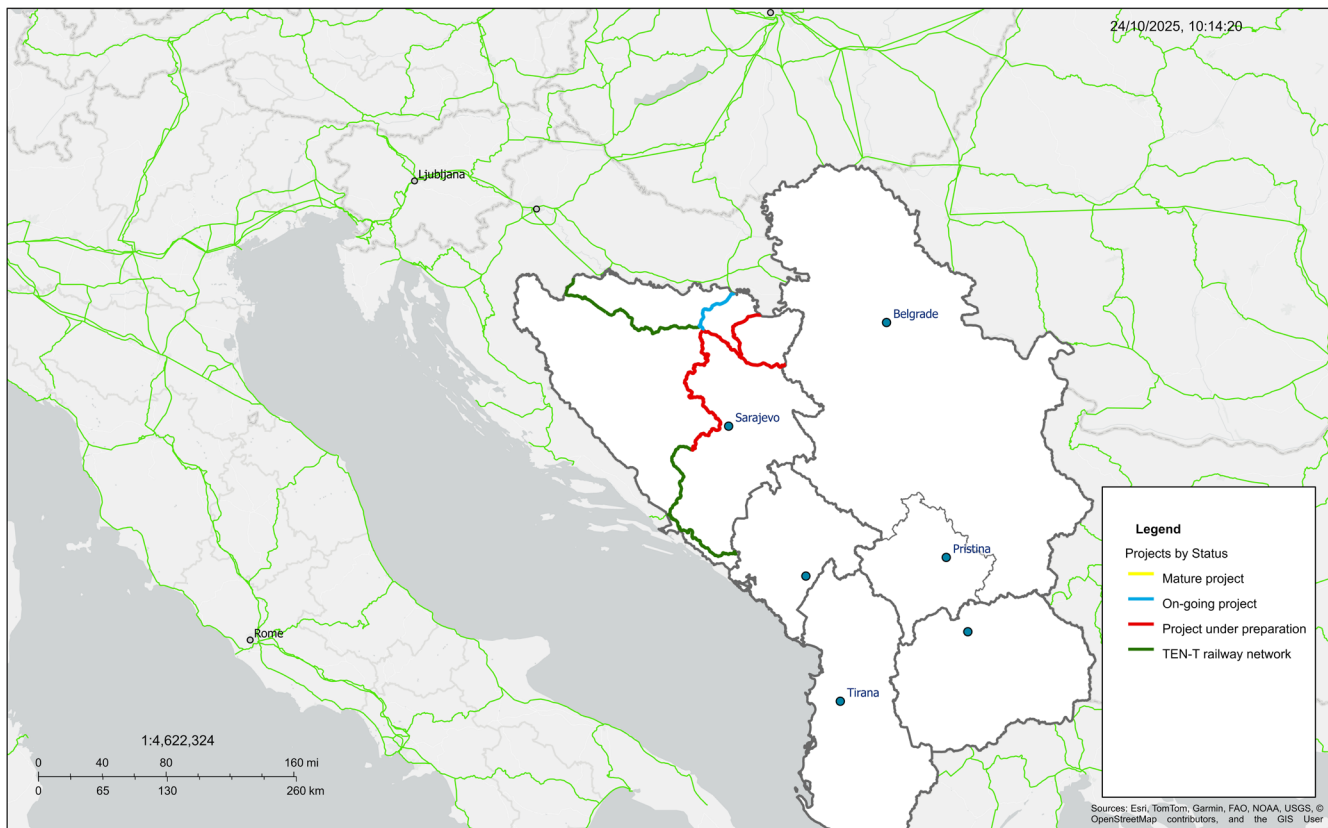 24/10/2025, 10:14:20
Ljubljana
Belgrade
Sarajevo
Pristina
Rome
Tirana
Legend
Projects by Status
Mature project
On-going project
Project under preparation
TEN-T railway network
1:4,622,324
0 40 80 160 mi
0 65 130 260 km
Sources: Esri, TomTom, Garmin, FAO, NOAA, USGS, ©
OpenStreetMap contributors, and the GIS User